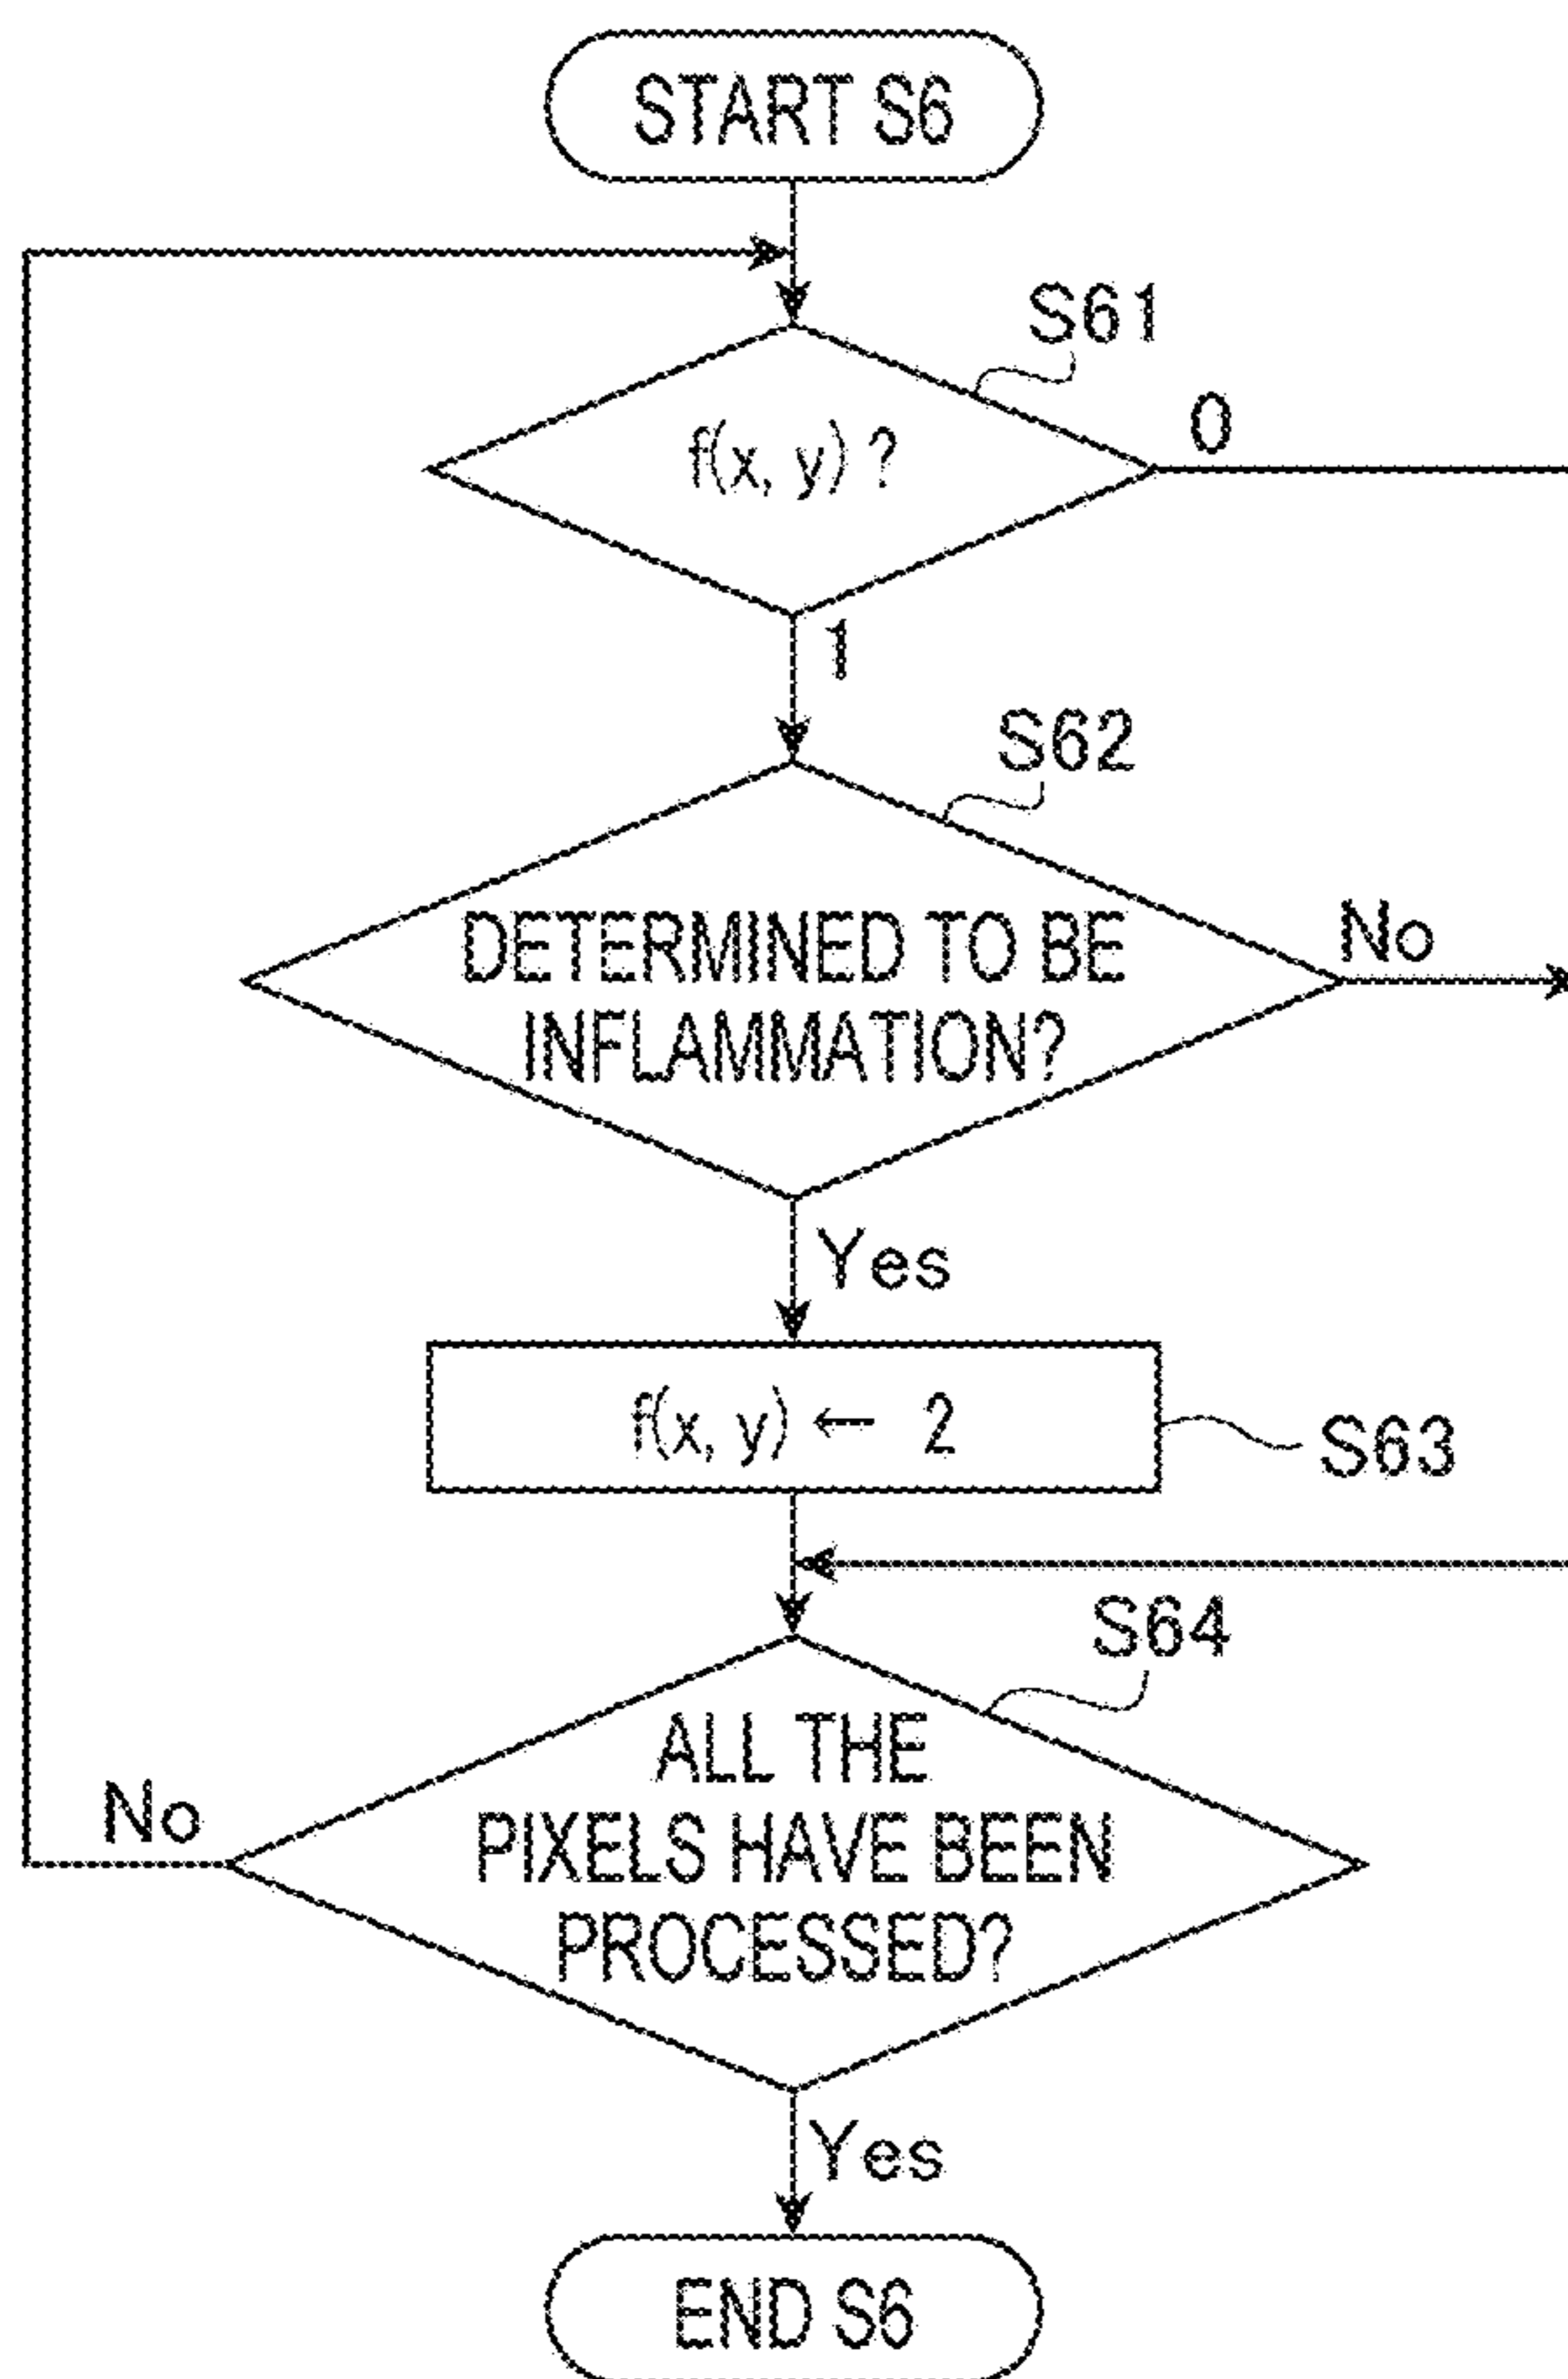 START S6
S61
f(x, y) ?
0
1
S62
DETERMINED TO BE
INFLAMMATION?
No
Yes
f(x, y) ← 2
S63
S64
ALL THE
PIXELS HAVE BEEN
PROCESSED?
No
Yes
END S6